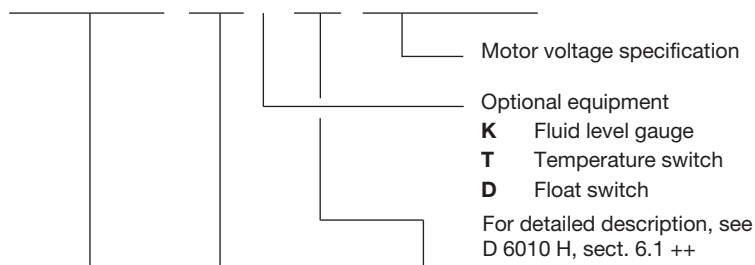 Motor voltage specification
Optional equipment
K Fluid level gauge
T Temperature switch
D Float switch
For detailed description, see
D 6010 H, sect. 6.1 ++